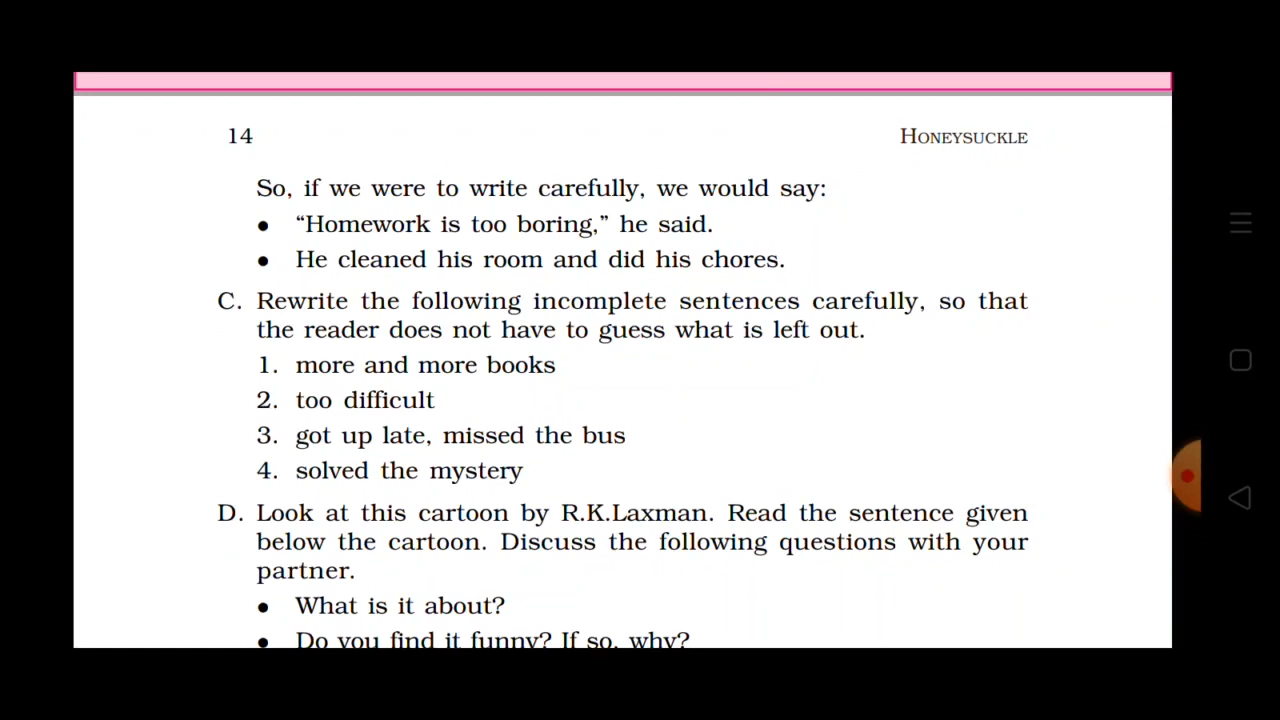 14 HONEYSUCKLE
So, if we were to write carefully, we would say:
● “Homework is too boring,” he said.
● He cleaned his room and did his chores.
C. Rewrite the following incomplete sentences carefully, so that
the reader does not have to guess what is left out.
1. more and more books
2. too difficult
3. got up late, missed the bus
4. solved the mystery
D. Look at this cartoon by R.K.Laxman. Read the sentence given
below the cartoon. Discuss the following questions with your
partner.
● What is it about?
● Do you find it funny? If so, why?